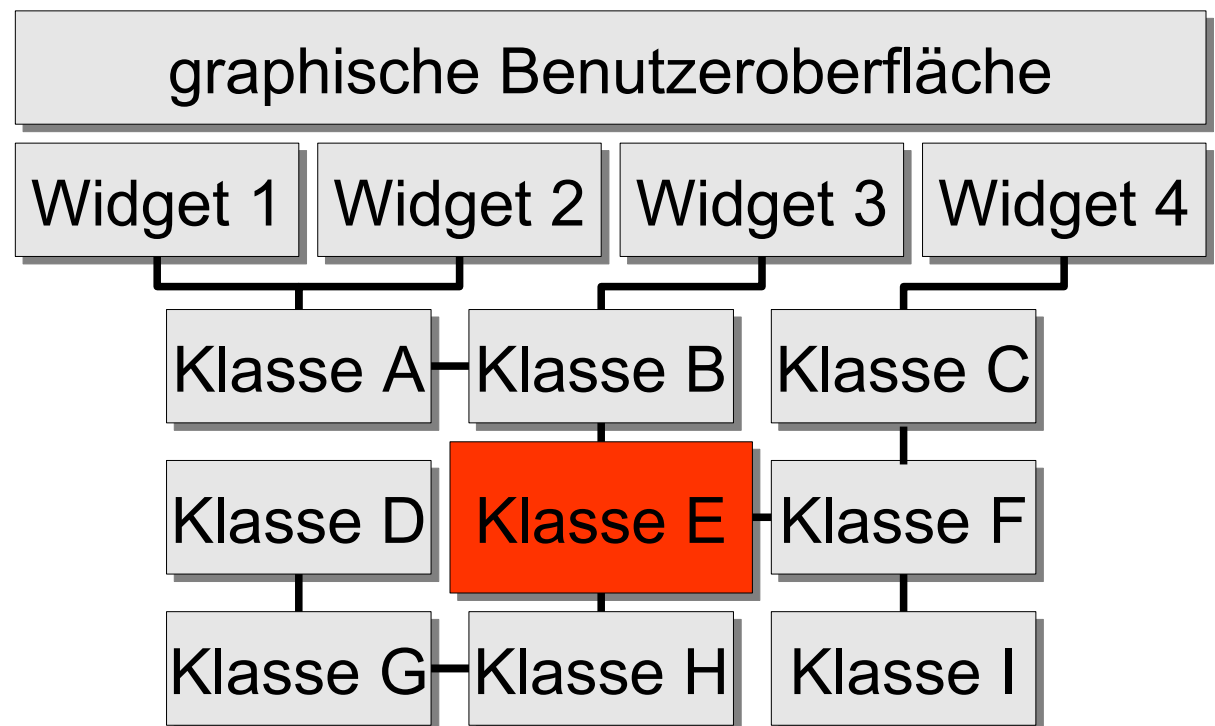 graphische Benutzeroberfläche
Widget 1
Widget 2
Widget 3
Widget 4
Klasse A
Klasse B
Klasse C
Klasse D
Klasse E
Klasse F
Klasse G
Klasse H
Klasse I